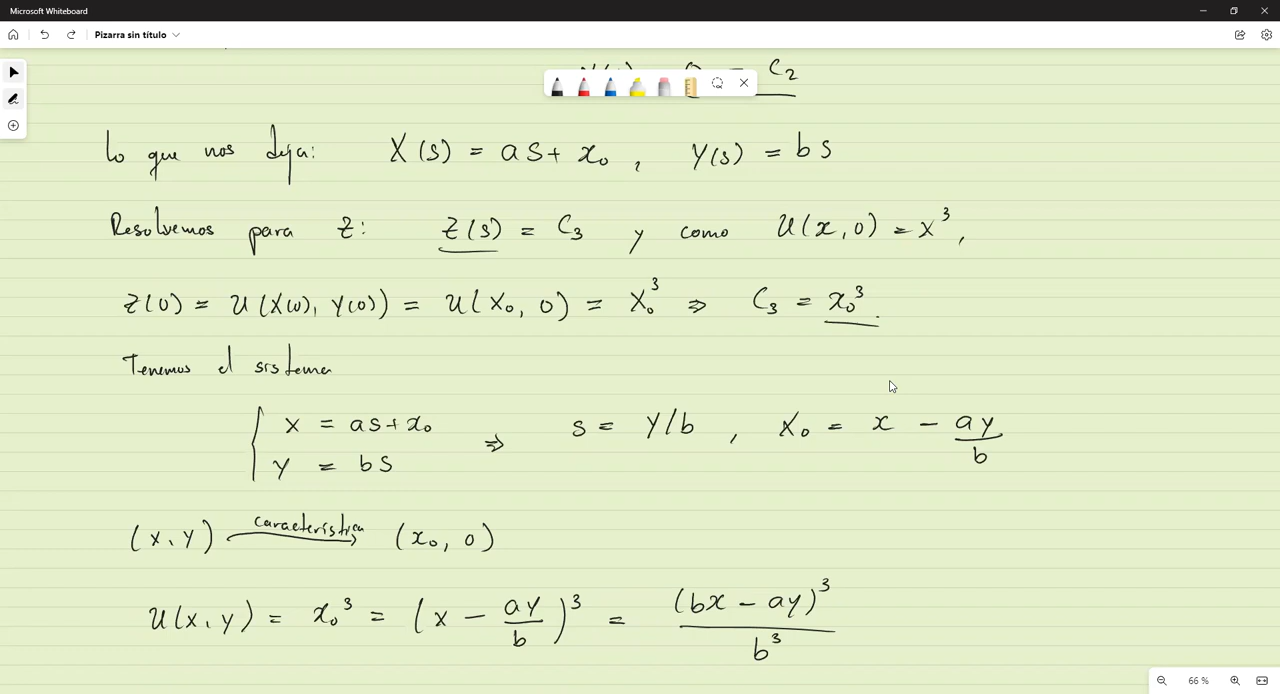 Microsoft Whiteboard
Pizarra sin título
C₂
Lo que nos deja: X(s) = as + x₀, Y(s) = bs
Resolvemos para Z: Z(s) = C₃ y como U(x,0) = x³,
Z(0) = U(X(0), Y(0)) = U(X₀, 0) = X₀³ ⇒ C₃ = x₀³.
Tenemos el sistema
{ x = as + x₀
y = bs ⇒ s = y/b, x₀ = x - ay/b
(x, y) característica → (x₀, 0)
U(x, y) = x₀³ = (x - ay/b)³ = (bx - ay)³/b³
66 %